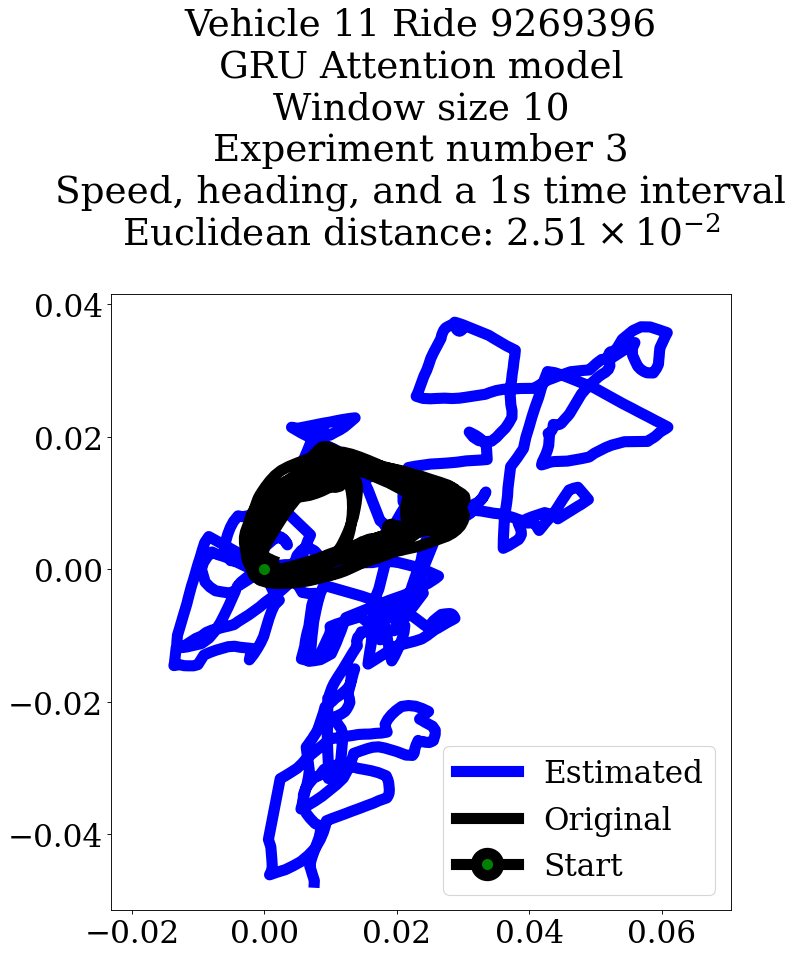 Vehicle 11 Ride 9269396
GRU Attention model
Window size 10
Experiment number 3
Speed, heading, and a 1s time interval
Euclidean distance: 2.51 × 10⁻²
0.04
0.02
0.00
−0.02
−0.04
Estimated
Original
Start
−0.02 0.00 0.02 0.04 0.06